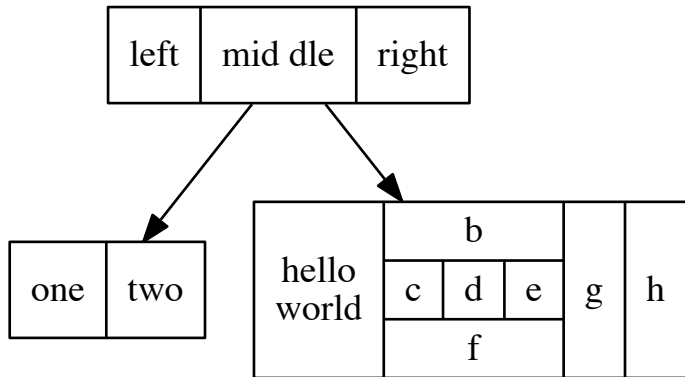 left mid dle right
one two
hello
world
b
c d e
f
g h